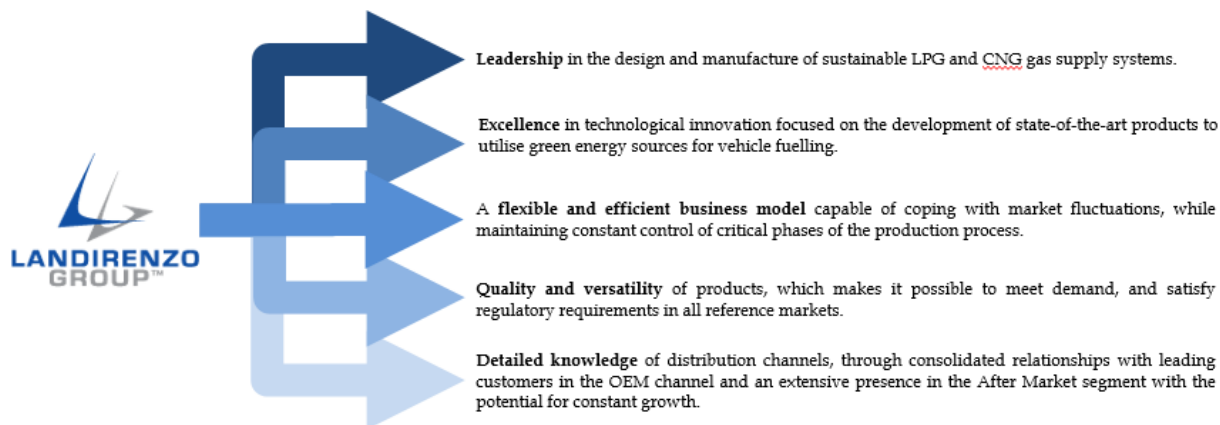 Leadership in the design and manufacture of sustainable LPG and CNG gas supply systems.
Excellence in technological innovation focused on the development of state-of-the-art products to
utilise green energy sources for vehicle fuelling.
LANDIRENZO
GROUP™
A flexible and efficient business model capable of coping with market fluctuations, while
maintaining constant control of critical phases of the production process.
Quality and versatility of products, which makes it possible to meet demand, and satisfy
regulatory requirements in all reference markets.
Detailed knowledge of distribution channels, through consolidated relationships with leading
customers in the OEM channel and an extensive presence in the After Market segment with the
potential for constant growth.